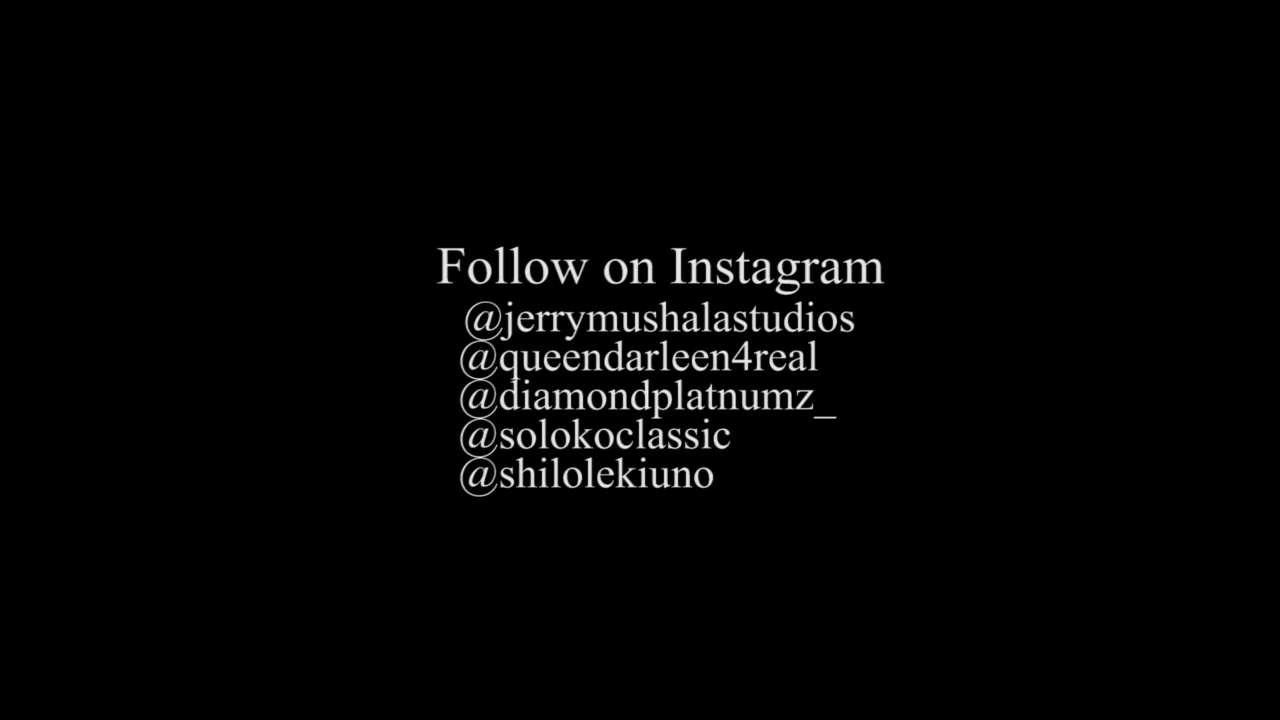 Follow on Instagram
@jerrymushalastudios
@queendarleen4real
@diamondplatnumz_
@solokoclassic
@shilolekiuno